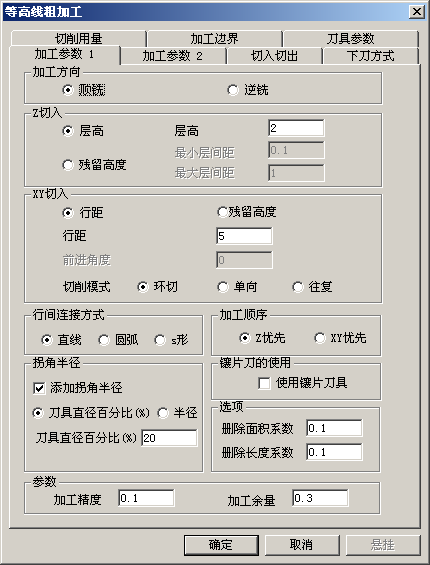 等高线粗加工
切削用量 加工边界 刀具参数
加工参数 1 加工参数 2 切入切出 下刀方式
加工方向
顺铣 逆铣
Z切入
层高 层高 2
最小层间距 0.1
残留高度
最大层间距 1
XY切入
行距 残留高度
行距 5
前进角度 0
切削模式 环切 单向 往复
行间连接方式
直线 圆弧 s形
加工顺序
Z优先 XY优先
拐角半径
添加拐角半径
刀具直径百分比(%) 半径
刀具直径百分比(%) 20
镶片刀的使用
使用镶片刀具
选项
删除面积系数 0.1
删除长度系数 0.1
参数
加工精度 0.1 加工余量 0.3
确定 取消 悬挂